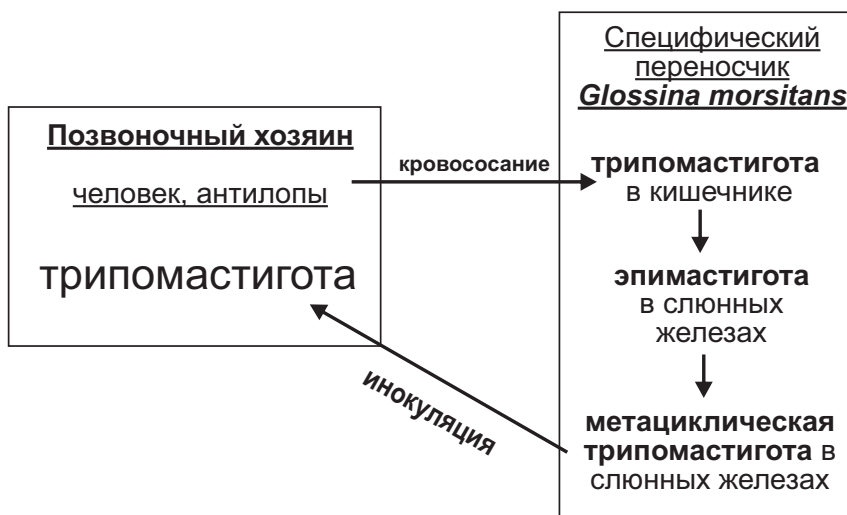 Позвоночный хозяин
человек, антилопы
трипомастигота
кровососание
инокуляция
Специфический
переносчик
Glossina morsitans
трипомастигота
в кишечнике
эпимастигота
в слюнных
железах
метациклическая
трипомастигота в
слюнных железах